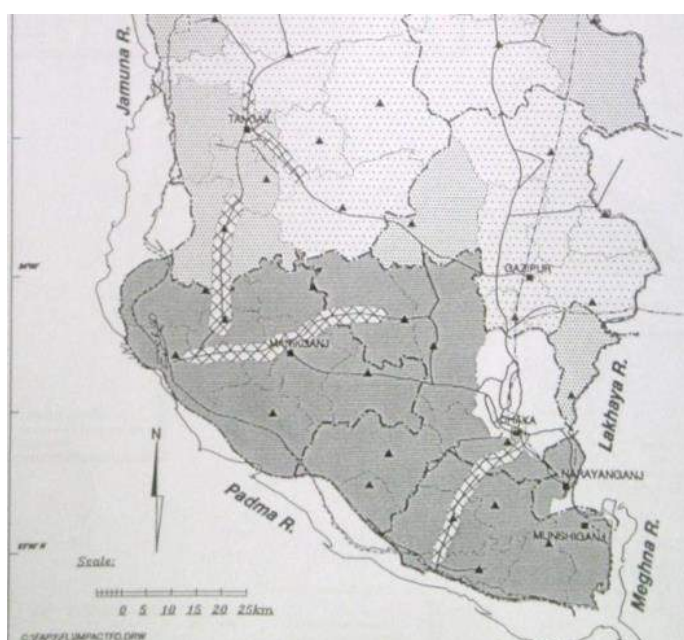 Jamuna R.
TANGAIL
GAZIPUR
MANIKGANJ
DHAKA
Lakhaya R.
N
NARAYANGANJ
Padma R.
MUNSHIGANJ
Meghna R.
Scale:
0 5 10 15 20 25km.